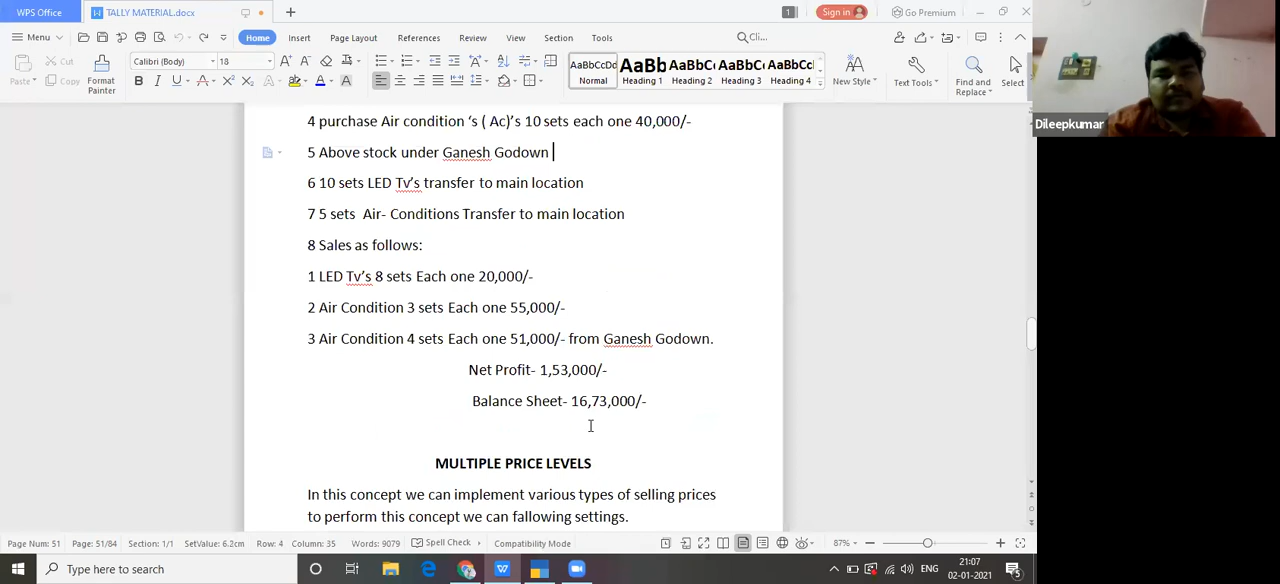 WPS Office
TALLY MATERIAL.docx
1
Sign in
Go Premium
Menu
Home
Insert
Page Layout
References
Review
View
Section
Tools
Cli...
Paste
Cut
Copy
Format
Painter
Calibri (Body)
18
AaBbCcDd
Normal
AaBb
Heading 1
AaBbCc
Heading 2
AaBbCc
Heading 3
AaBbCc
Heading 4
New Style
Text Tools
Find and
Replace
Select
Dileepkumar
4 purchase Air condition ‘s ( Ac)’s 10 sets each one 40,000/-
5 Above stock under Ganesh Godown
6 10 sets LED Tv’s transfer to main location
7 5 sets Air- Conditions Transfer to main location
8 Sales as follows:
1 LED Tv’s 8 sets Each one 20,000/-
2 Air Condition 3 sets Each one 55,000/-
3 Air Condition 4 sets Each one 51,000/- from Ganesh Godown.
Net Profit- 1,53,000/-
Balance Sheet- 16,73,000/-
MULTIPLE PRICE LEVELS
In this concept we can implement various types of selling prices
to perform this concept we can fallowing settings.
Page Num: 51
Page: 51/84
Section: 1/1
SetValue: 6.2cm
Row: 4
Column: 35
Words: 9079
Spell Check
Compatibility Mode
87%
Type here to search
ENG
21:07
02-01-2021
5